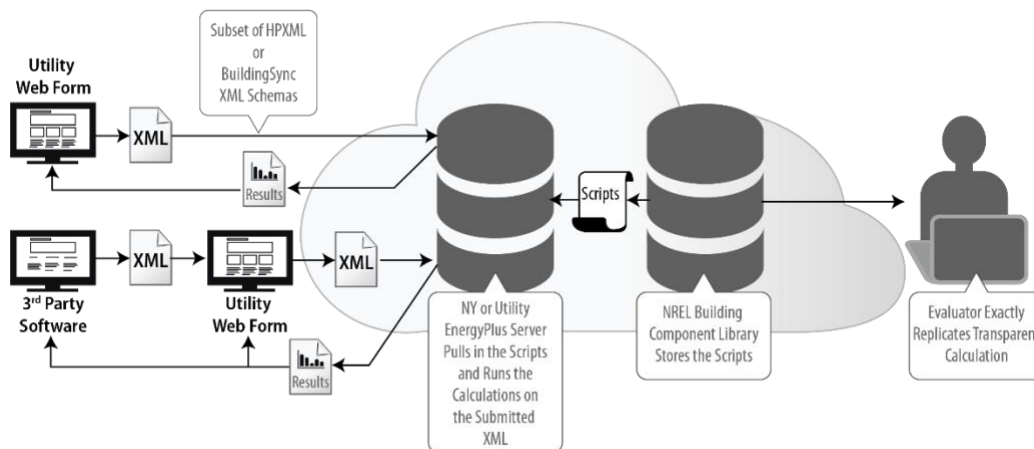 Subset of HPXML
or
BuildingSync
XML Schemas
Utility
Web Form
XML
Results
Scripts
3rd Party
Software
XML
Utility
Web Form
XML
Results
NY or Utility
EnergyPlus Server
Pulls in the Scripts
and Runs the
Calculations on
the Submitted
XML
NREL Building
Component Library
Stores the Scripts
Evaluator Exactly
Replicates Transparen
Calculation